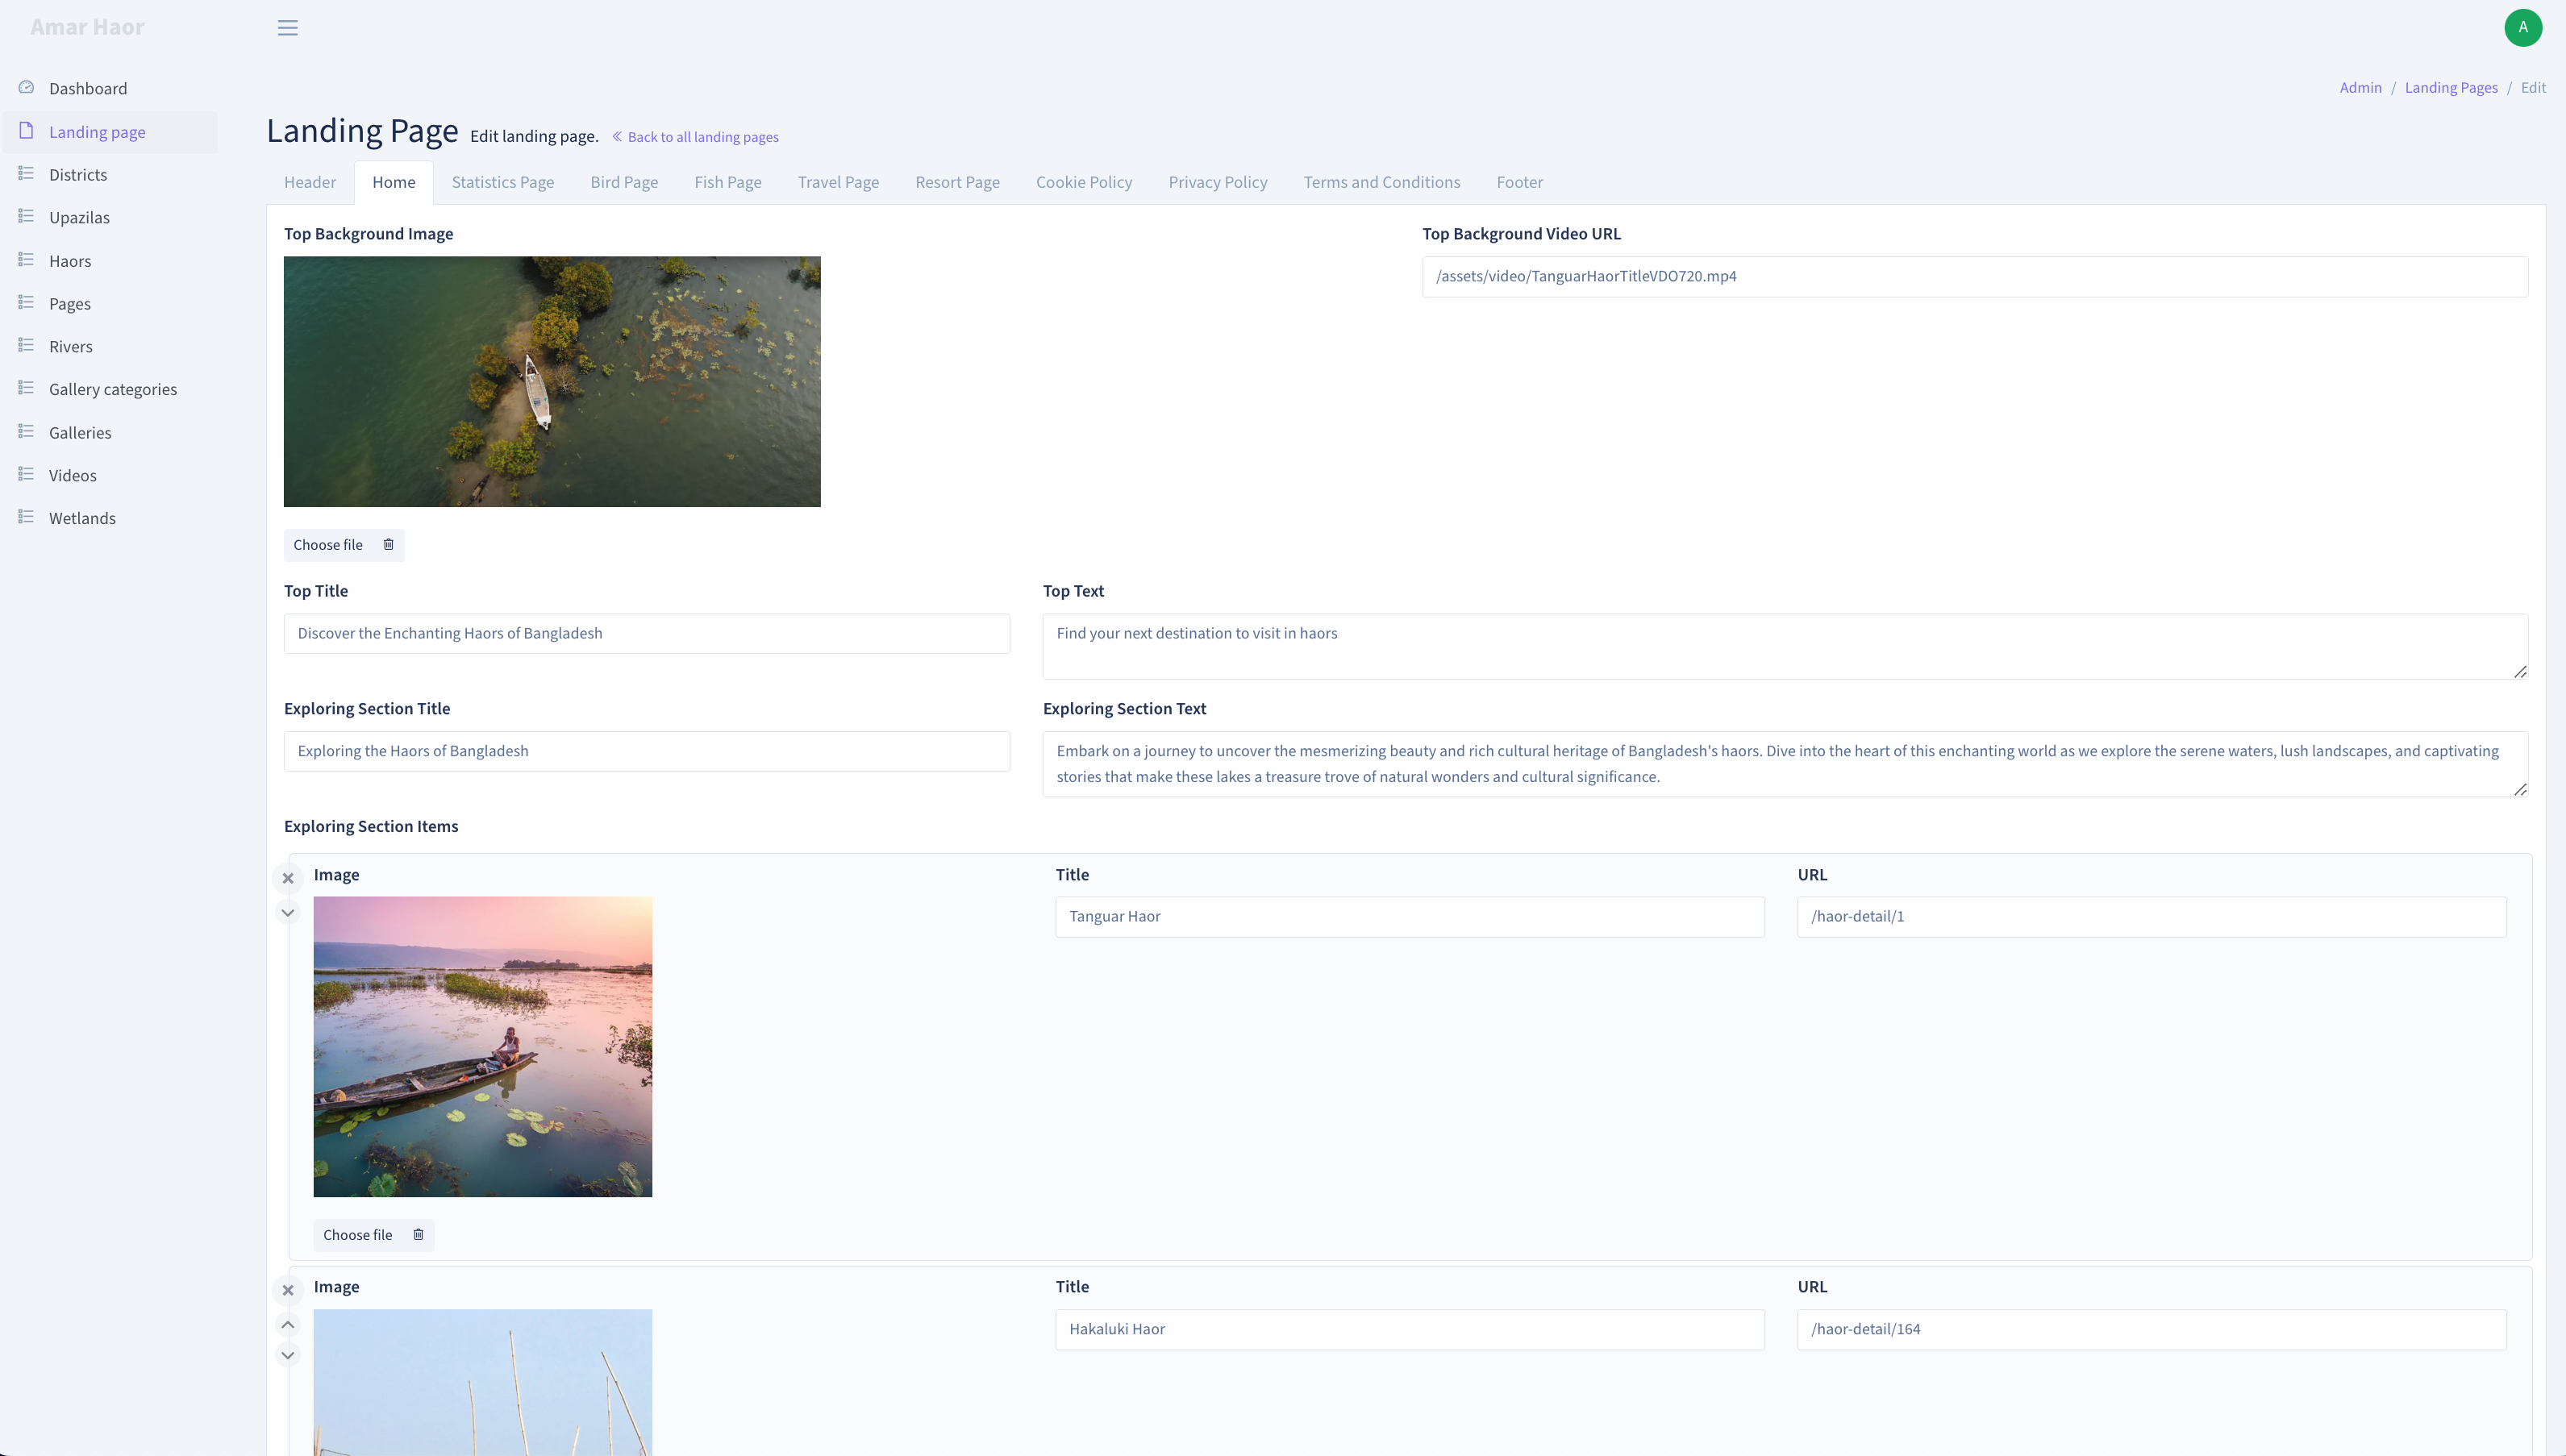 Amar Haor
A
Dashboard
Landing page
Districts
Upazilas
Haors
Pages
Rivers
Gallery categories
Galleries
Videos
Wetlands
Admin / Landing Pages / Edit
Landing Page Edit landing page. « Back to all landing pages
Header Home Statistics Page Bird Page Fish Page Travel Page Resort Page Cookie Policy Privacy Policy Terms and Conditions Footer
Top Background Image
Top Background Video URL
/assets/video/TanguarHaorTitleVDO720.mp4
Choose file
Top Title
Top Text
Discover the Enchanting Haors of Bangladesh
Find your next destination to visit in haors
Exploring Section Title
Exploring Section Text
Exploring the Haors of Bangladesh
Embark on a journey to uncover the mesmerizing beauty and rich cultural heritage of Bangladesh's haors. Dive into the heart of this enchanting world as we explore the serene waters, lush landscapes, and captivating
stories that make these lakes a treasure trove of natural wonders and cultural significance.
Exploring Section Items
Image
Title
URL
Tanguar Haor
/haor-detail/1
Choose file
Image
Title
URL
Hakaluki Haor
/haor-detail/164